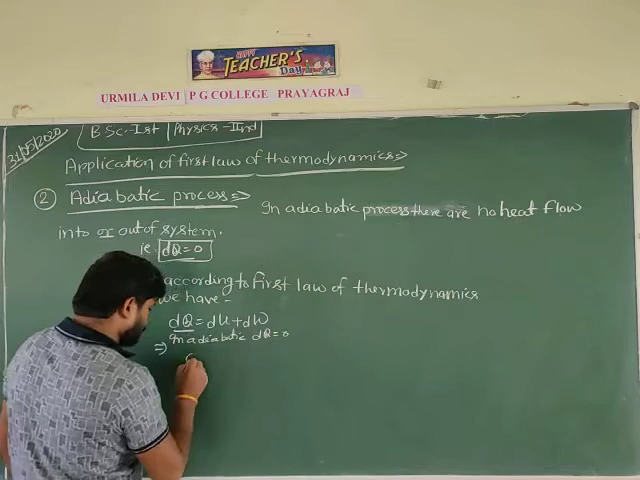 HAPPY
TEACHER'S
Day
URMILA DEVI P G COLLEGE PRAYAGRAJ
31/05/2020
B Sc-Ist Physics-IInd
Application of first law of thermodynamics⇒
② Adiabatic process ⇒
In adiabatic process there are no heat flow
into or out of system.
ie. dQ=0
according to first law of thermodynamics
we have -
dQ = dU + dW
⇒ In adiabatic dQ = 0